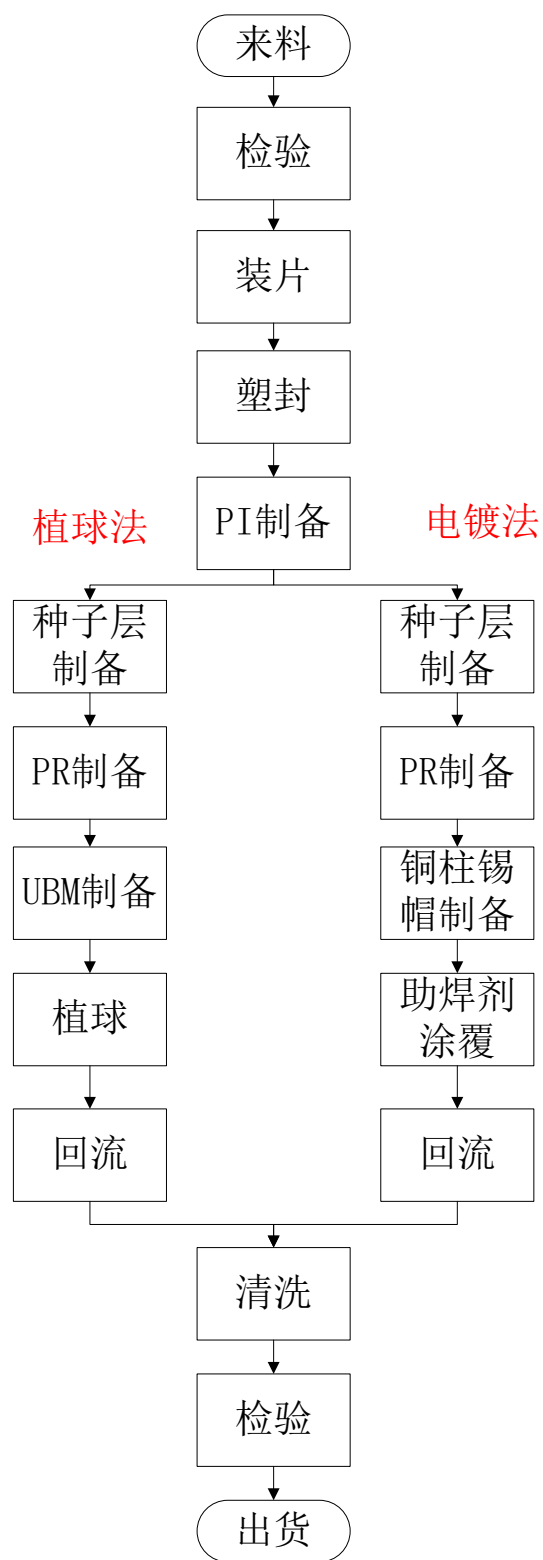 来料
检验
装片
塑封
PI制备
植球法
种子层
制备
PR制备
UBM制备
植球
回流
电镀法
种子层
制备
PR制备
铜柱锡
帽制备
助焊剂
涂覆
回流
清洗
检验
出货